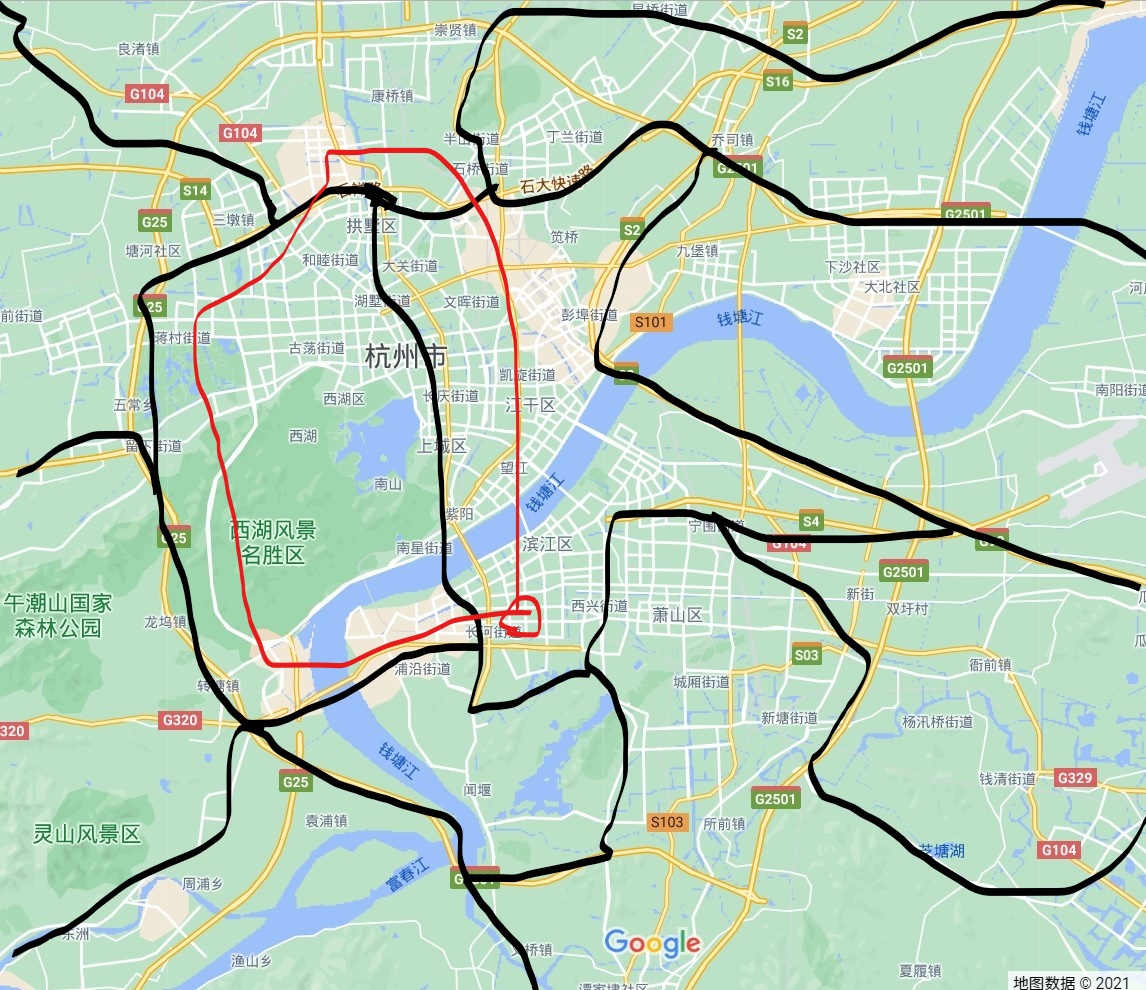 崇贤镇
星桥街道
S2
良渚镇
S16
G104
康桥镇
钱塘江
G104
半山街道
丁兰街道
乔司镇
石桥街道
石大快速路
S14
G25
三墩镇
拱墅区
S2
笕桥
G2501
塘河社区
和睦街道
大关街道
九堡镇
下沙社区
大北社区
湖墅街道
文晖街道
彭埠街道
S101
钱塘江
前街道
蒋村街道
古荡街道
杭州市
G2501
凯旋街道
五常乡
西湖区
长庆街道
江干区
南阳街道
留下街道
西湖
上城区
望江
南山
钱塘江
紫阳
西湖风景
名胜区
G25
南星街道
滨江区
宁围街道
S4
G104
G2501
午潮山国家
森林公园
龙坞镇
西兴街道
萧山区
新街
双圩村
长河街道
S03
浦沿街道
城厢街道
衙前镇
转塘镇
G320
320
新塘街道
杨汛桥街道
钱塘江
G25
闻堰
G2501
钱清街道
G329
灵山风景区
袁浦镇
S103
所前镇
G104
芝塘湖
富春江
周浦乡
东洲
渔山乡
义桥镇
Google
夏履镇
地图数据 © 2021